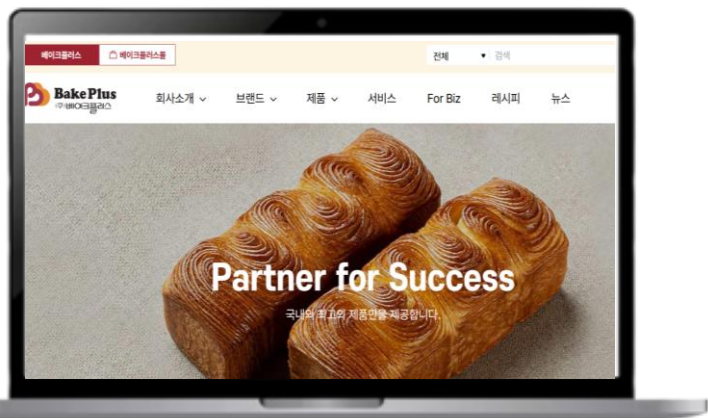 베이크플러스 베이크플러스몰 전체 ▼ 검색
Bake Plus
㈜베이크플러스
회사소개 브랜드 제품 서비스 For Biz 레시피 뉴스
Partner for Success
국내외 최고의 제품만을 제공합니다.